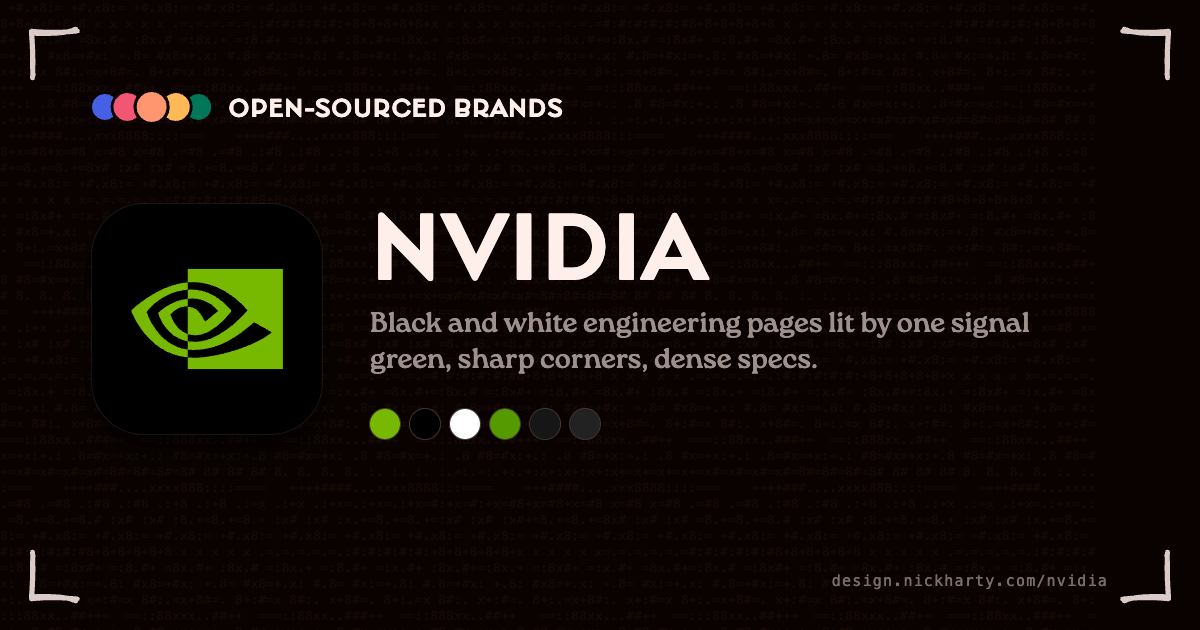 OPEN-SOURCED BRANDS
NVIDIA
Black and white engineering pages lit by one signal
green, sharp corners, dense specs.
design.nickharty.com/nvidia